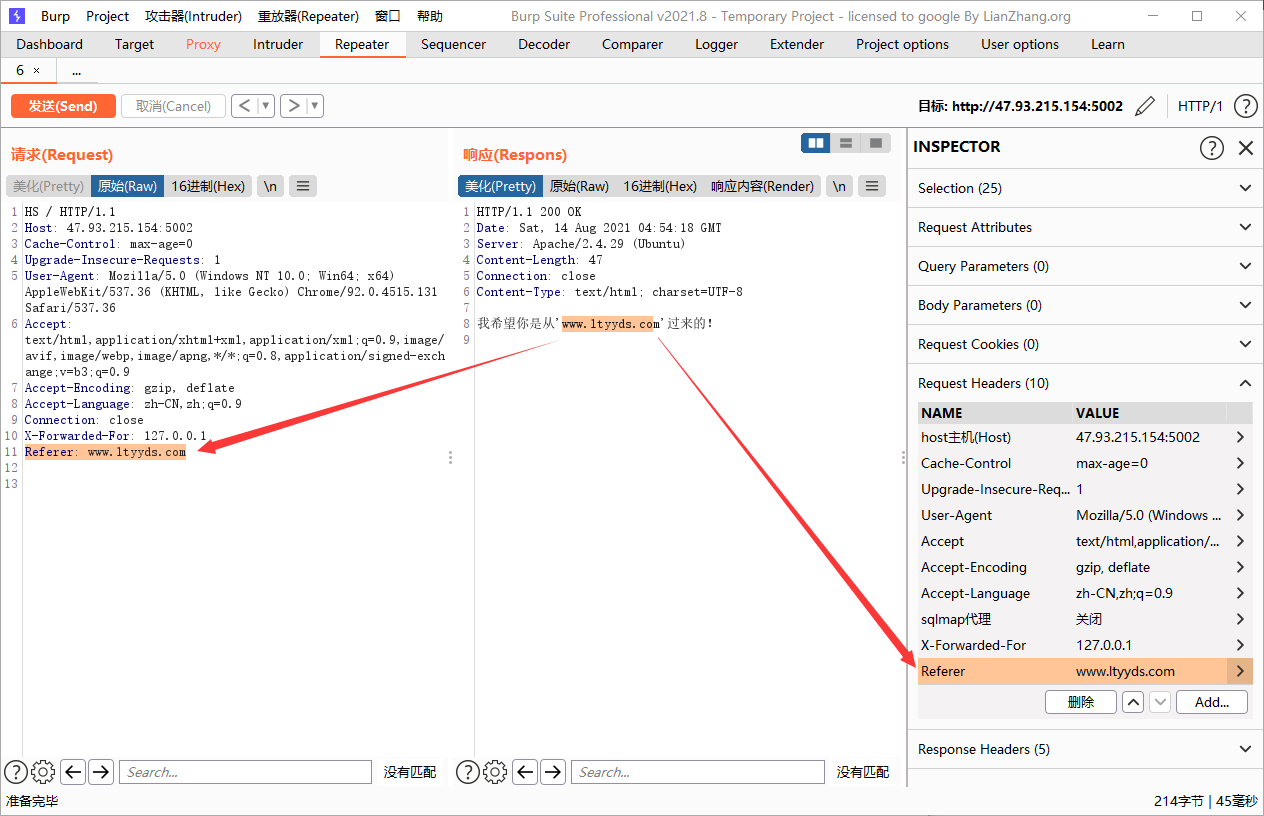 Burp Project 攻击器(Intruder) 重放器(Repeater) 窗口 帮助 Burp Suite Professional v2021.8 - Temporary Project - licensed to google By LianZhang.org
Dashboard Target Proxy Intruder Repeater Sequencer Decoder Comparer Logger Extender Project options User options Learn
6 × ...
发送(Send) 取消(Cancel) < ▼ > ▼ 目标: http://47.93.215.154:5002 HTTP/1 ?
请求(Request)
美化(Pretty) 原始(Raw) 16进制(Hex) \n
1 HS / HTTP/1.1
2 Host: 47.93.215.154:5002
3 Cache-Control: max-age=0
4 Upgrade-Insecure-Requests: 1
5 User-Agent: Mozilla/5.0 (Windows NT 10.0; Win64; x64)
AppleWebKit/537.36 (KHTML, like Gecko) Chrome/92.0.4515.131
Safari/537.36
6 Accept:
text/html,application/xhtml+xml,application/xml;q=0.9,image/
avif,image/webp,image/apng,*/*;q=0.8,application/signed-exch
ange;v=b3;q=0.9
7 Accept-Encoding: gzip, deflate
8 Accept-Language: zh-CN,zh;q=0.9
9 Connection: close
10 X-Forwarded-For: 127.0.0.1
11 Referer: www.ltyyds.com
12
13
? Search... 没有匹配
响应(Respons)
美化(Pretty) 原始(Raw) 16进制(Hex) 响应内容(Render) \n
1 HTTP/1.1 200 OK
2 Date: Sat, 14 Aug 2021 04:54:18 GMT
3 Server: Apache/2.4.29 (Ubuntu)
4 Content-Length: 47
5 Connection: close
6 Content-Type: text/html; charset=UTF-8
7
8 我希望你是从'www.ltyyds.com'过来的!
9
? Search... 没有匹配
INSPECTOR ?
Selection (25)
Request Attributes
Query Parameters (0)
Body Parameters (0)
Request Cookies (0)
Request Headers (10)
NAME VALUE
host主机(Host) 47.93.215.154:5002
Cache-Control max-age=0
Upgrade-Insecure-Req... 1
User-Agent Mozilla/5.0 (Windows ...
Accept text/html,application/...
Accept-Encoding gzip, deflate
Accept-Language zh-CN,zh;q=0.9
sqlmap代理 关闭
X-Forwarded-For 127.0.0.1
Referer www.ltyyds.com
删除 Add...
Response Headers (5)
准备完毕 214字节 | 45毫秒